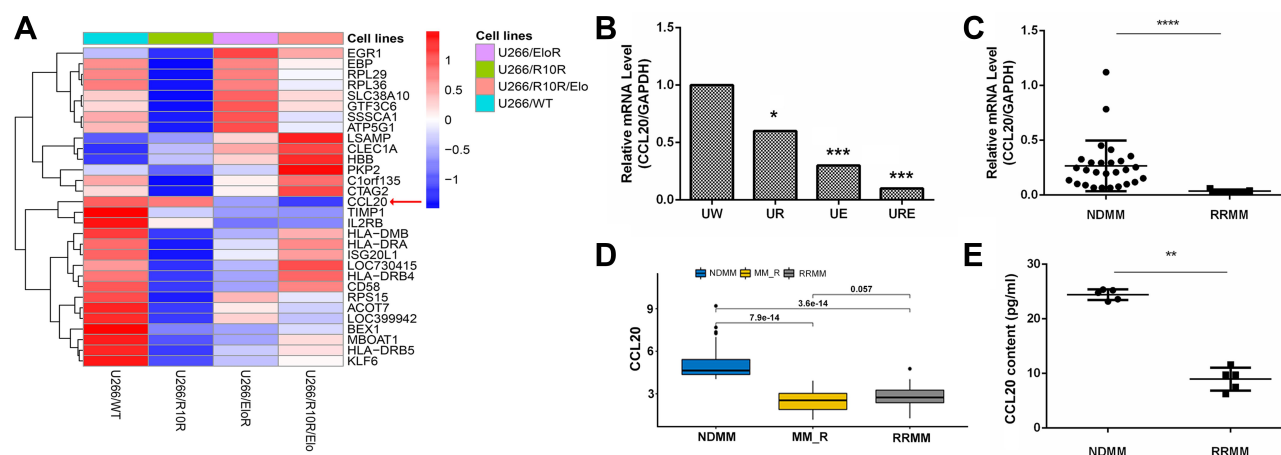 A
Cell lines
EGR1
EBP
RPL29
RPL36
SLC38A10
GTF3C6
SSSCA1
ATP5G1
LSAMP
CLEC1A
HBB
PKP2
C1orf135
CTAG2
CCL20
TIMP1
IL2RB
HLA-DMB
HLA-DRA
ISG20L1
LOC730415
HLA-DRB4
CD58
RPS15
ACOT7
LOC399942
BEX1
MBOAT1
HLA-DRB5
KLF6
U266/WT
U266/R10R
U266/EloR
U266/R10R/Elo
1
0.5
0
−0.5
−1
Cell lines
U266/EloR
U266/R10R
U266/R10R/Elo
U266/WT
B
Relative mRNA Level
(CCL20/GAPDH)
1.5
1.0
0.5
0.0
*
***
***
UW
UR
UE
URE
C
Relative mRNA Level
(CCL20/GAPDH)
1.5
1.0
0.5
0.0
****
NDMM
RRMM
D
NDMM
MM_R
RRMM
CCL20
9
6
3
0.057
3.6e-14
7.9e-14
NDMM
MM_R
RRMM
E
CCL20 content (pg/ml)
30
20
10
0
**
NDMM
RRMM